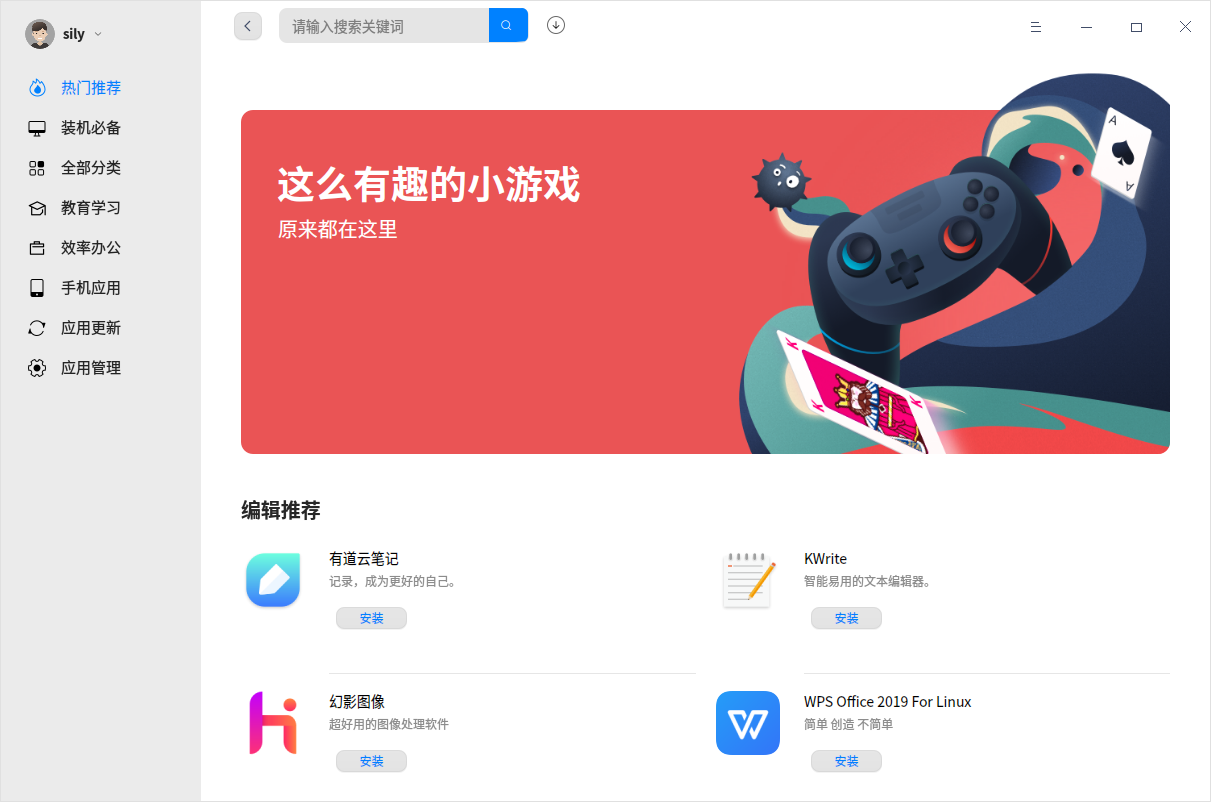 sily
请输入搜索关键词
热门推荐
装机必备
全部分类
教育学习
效率办公
手机应用
应用更新
应用管理
这么有趣的小游戏
原来都在这里
A
A
K
K
K
编辑推荐
有道云笔记
记录，成为更好的自己。
安装
KWrite
智能易用的文本编辑器。
安装
幻影图像
超好用的图像处理软件
安装
WPS Office 2019 For Linux
简单 创造 不简单
安装